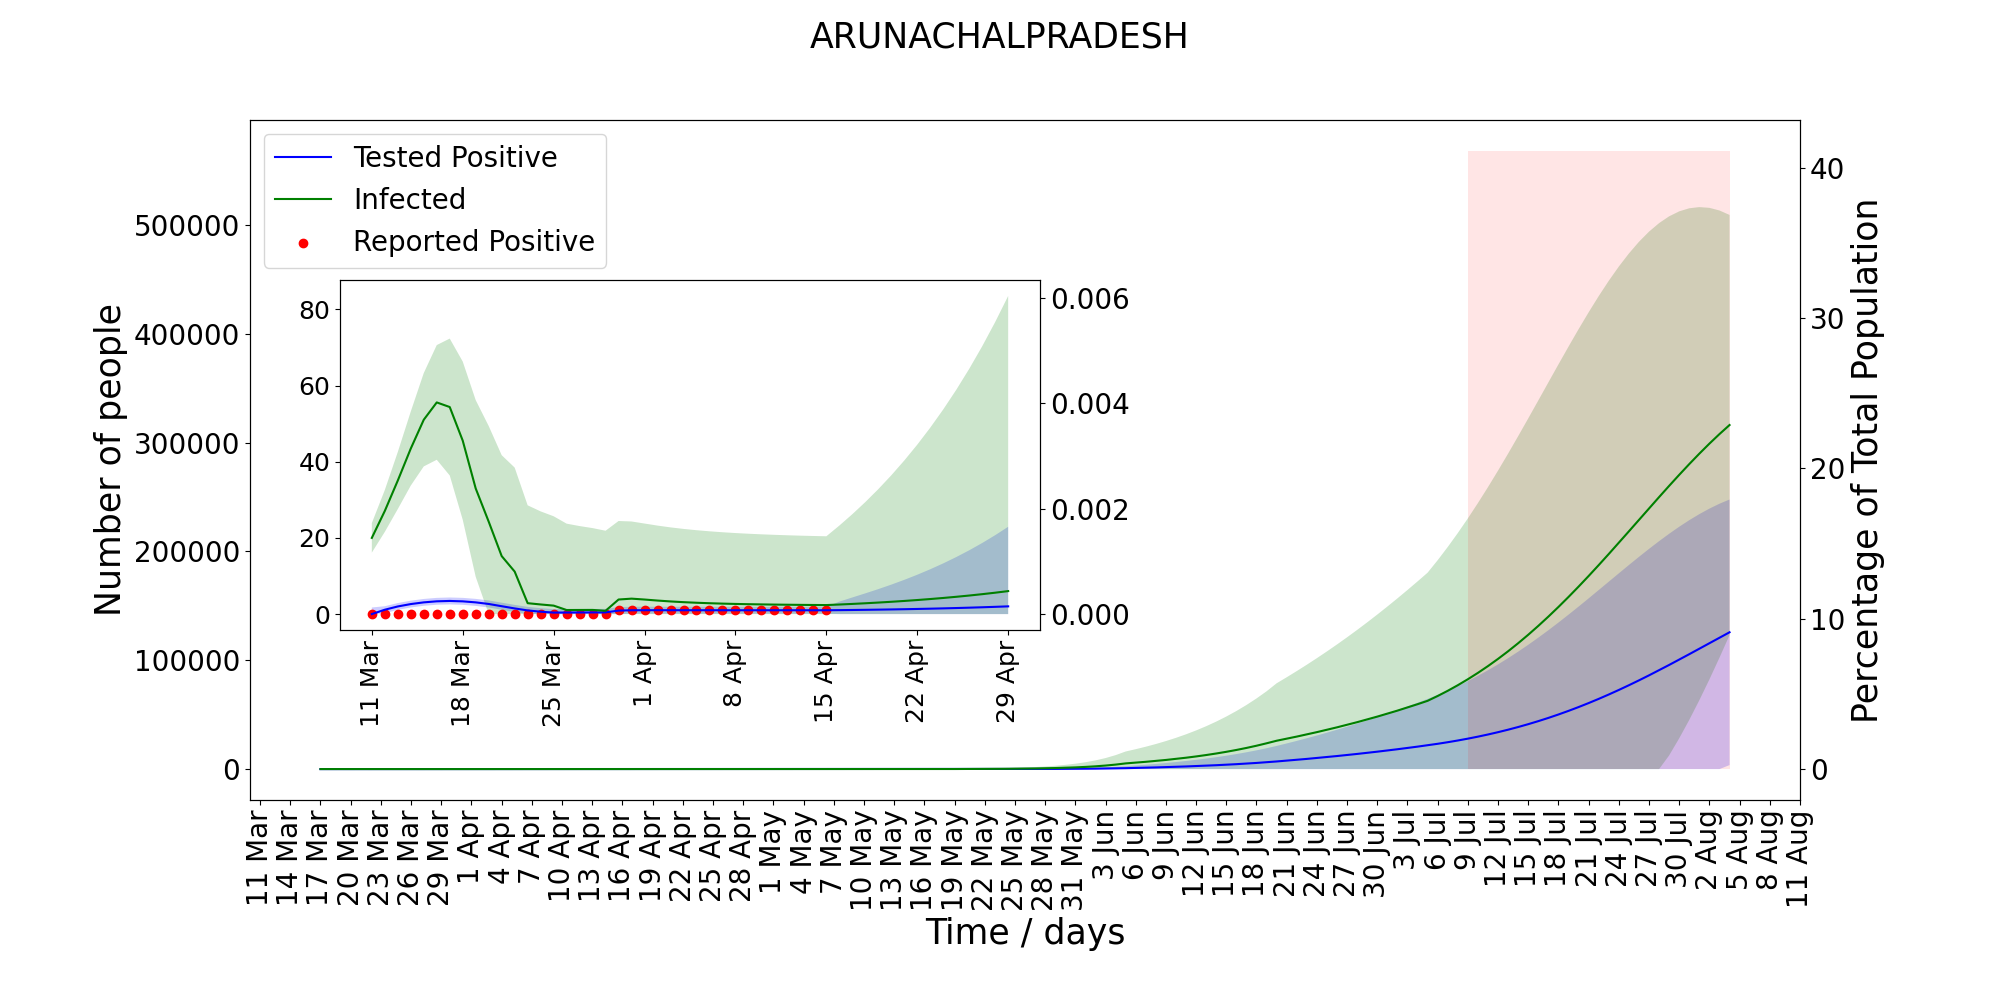 ARUNACHALPRADESH
Tested Positive
Infected
Reported Positive
Number of people
500000
400000
300000
200000
100000
0
80
60
40
20
0
0.006
0.004
0.002
0.000
11 Mar
18 Mar
25 Mar
1 Apr
8 Apr
15 Apr
22 Apr
29 Apr
40
30
20
10
0
Percentage of Total Population
11 Mar
14 Mar
17 Mar
20 Mar
23 Mar
26 Mar
29 Mar
1 Apr
4 Apr
7 Apr
10 Apr
13 Apr
16 Apr
19 Apr
22 Apr
25 Apr
28 Apr
1 May
4 May
7 May
10 May
13 May
16 May
19 May
22 May
25 May
28 May
31 May
3 Jun
6 Jun
9 Jun
12 Jun
15 Jun
18 Jun
21 Jun
24 Jun
27 Jun
30 Jun
3 Jul
6 Jul
9 Jul
12 Jul
15 Jul
18 Jul
21 Jul
24 Jul
27 Jul
30 Jul
2 Aug
5 Aug
8 Aug
11 Aug
Time / days